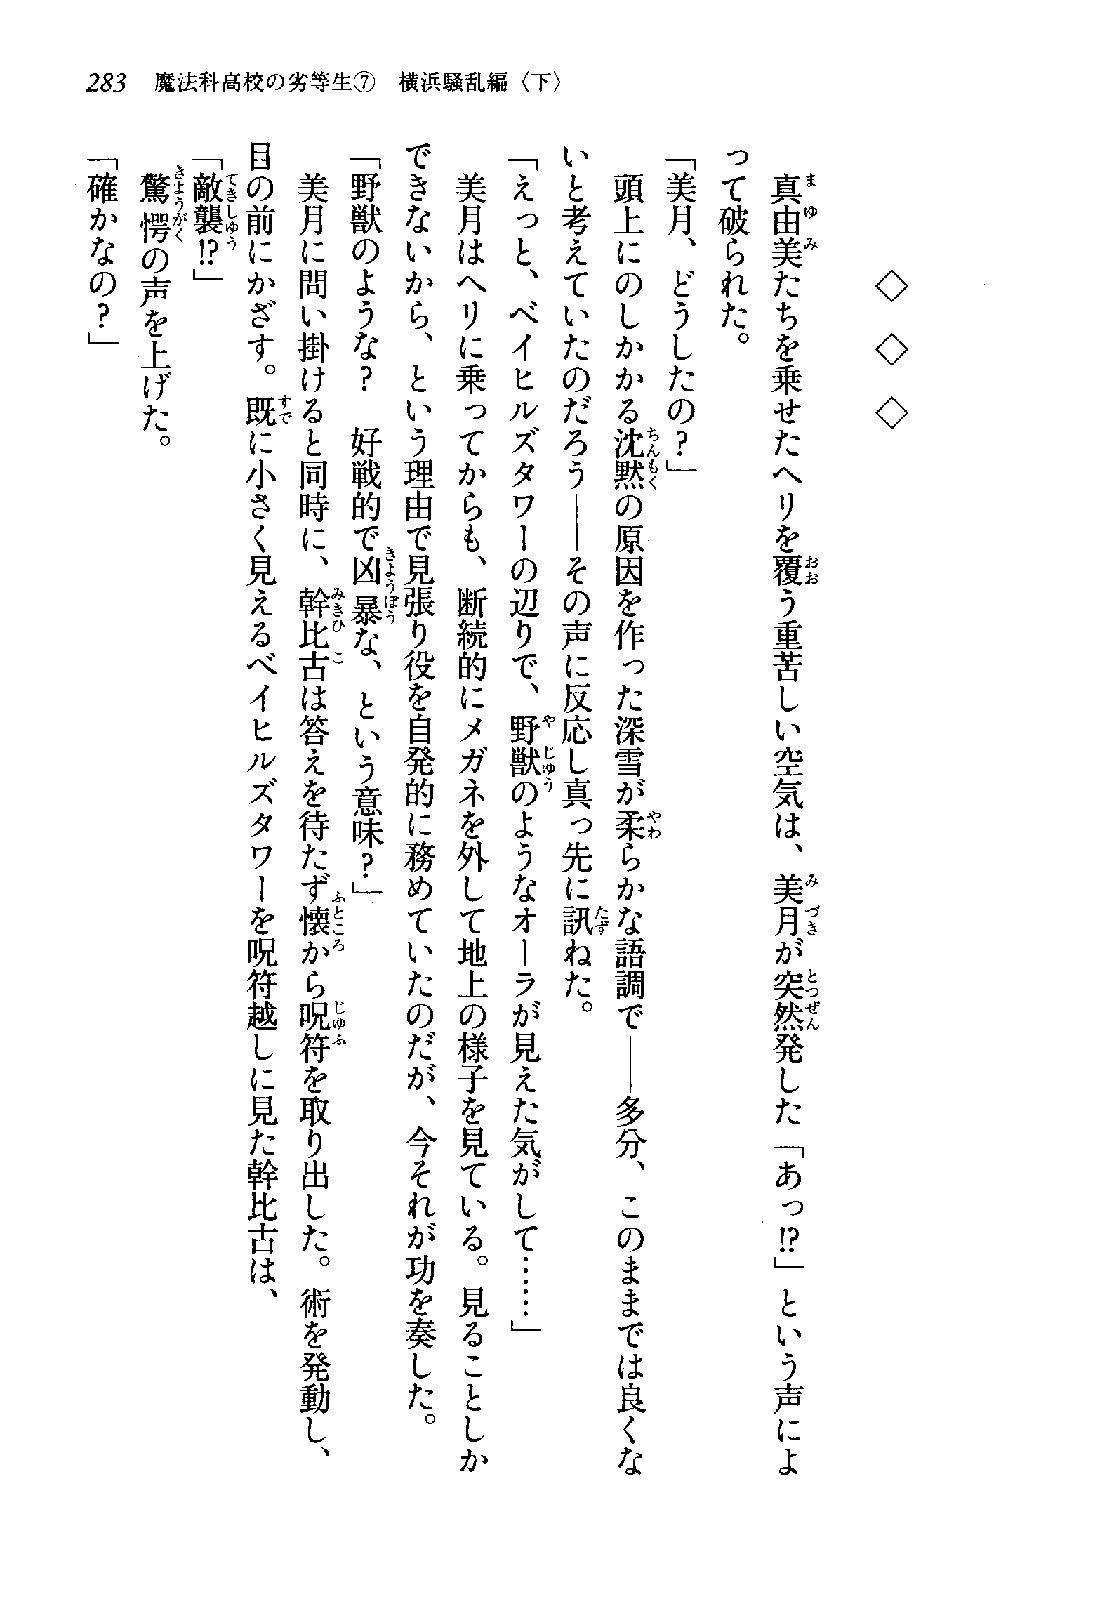 283 魔法科高校の劣等生⑦ 横浜騒乱編〈下〉
◇ ◇ ◇
真由美たちを乗せたヘリを覆う重苦しい空気は、美月が突然発した「あっ!?」という声によ
って破られた。
「美月、どうしたの？」
頭上にのしかかる沈黙の原因を作った深雪が柔らかな語調で――多分、このままでは良くな
いと考えていたのだろう――その声に反応し真っ先に訊ねた。
「えっと、ベイヒルズタワーの辺りで、野獣のようなオーラが見えた気がして……」
美月はヘリに乗ってからも、断続的にメガネを外して地上の様子を見ている。見ることしか
できないから、という理由で見張り役を自発的に務めていたのだが、今それが功を奏した。
「野獣のような？　好戦的で凶暴な、という意味？」
美月に問い掛けると同時に、幹比古は答えを待たず懐から呪符を取り出した。術を発動し、
目の前にかざす。既に小さく見えるベイヒルズタワーを呪符越しに見た幹比古は、
「敵襲!?」
驚愕の声を上げた。
「確かなの？」